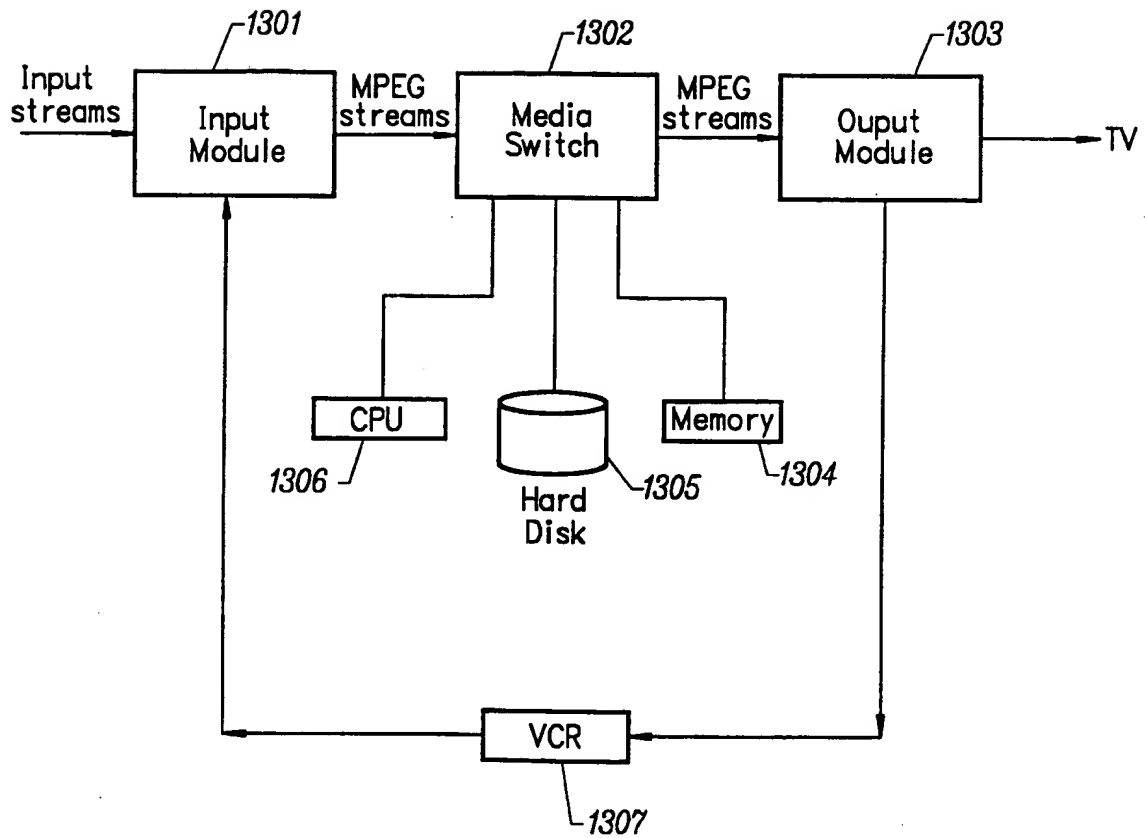 1301
1302
1303
Input
streams
Input
Module
MPEG
streams
Media
Switch
MPEG
streams
Ouput
Module
TV
CPU
1306
Hard
Disk
1305
Memory
1304
VCR
1307